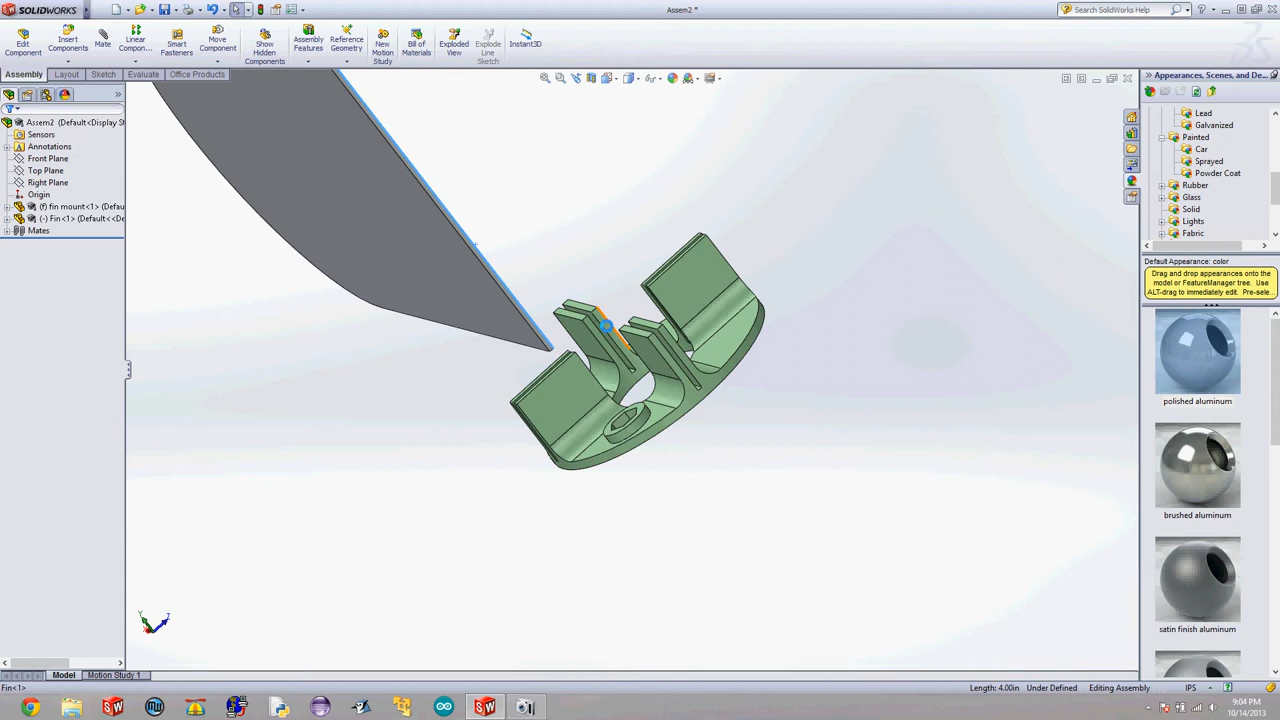 SOLIDWORKS
Assem2 *
Search SolidWorks Help
Edit Component
Insert Components
Mate
Linear Compon...
Smart Fasteners
Move Component
Show Hidden Components
Assembly Features
Reference Geometry
New Motion Study
Bill of Materials
Exploded View
Explode Line Sketch
Instant3D
Assembly
Layout
Sketch
Evaluate
Office Products
Assem2 (Default<Display St
Sensors
Annotations
Front Plane
Top Plane
Right Plane
Origin
(f) fin mount<1> (Defau
(-) Fin<1> (Default<<De
Mates
Appearances, Scenes, and De...
Lead
Galvanized
Painted
Car
Sprayed
Powder Coat
Rubber
Glass
Solid
Lights
Fabric
Default Appearance: color
Drag and drop appearances onto the
model or FeatureManager tree. Use
ALT-drag to immediately edit. Pre-sele...
polished aluminum
brushed aluminum
satin finish aluminum
Y
Z
Model
Motion Study 1
Fin<1>
Length: 4.00in
Under Defined
Editing Assembly
IPS
9:04 PM
10/14/2013